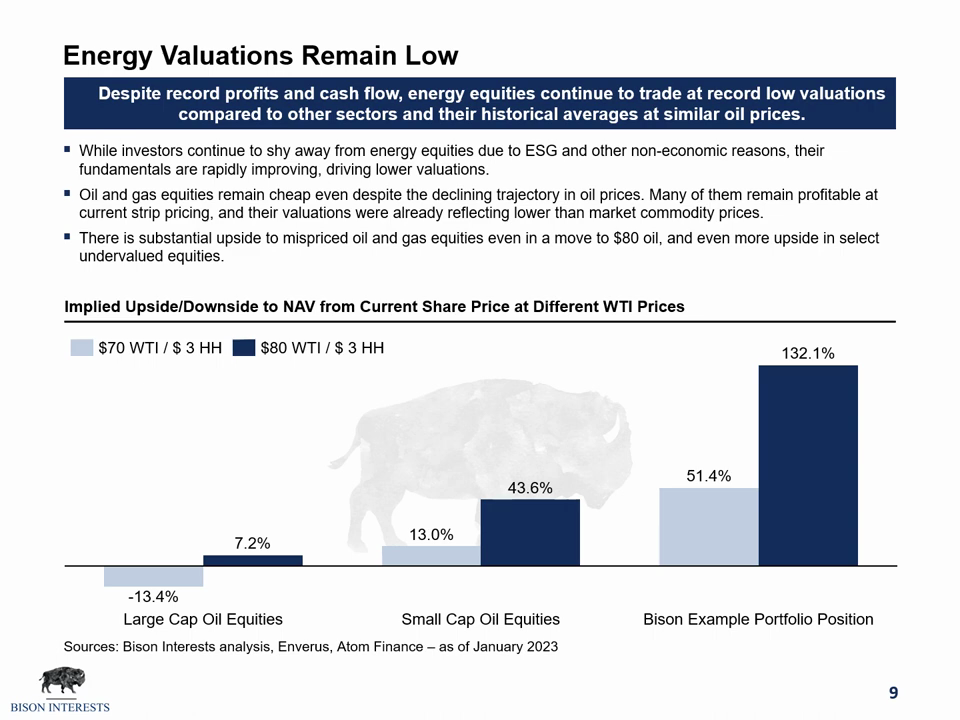 Energy Valuations Remain Low
Despite record profits and cash flow, energy equities continue to trade at record low valuations
compared to other sectors and their historical averages at similar oil prices.
While investors continue to shy away from energy equities due to ESG and other non-economic reasons, their
fundamentals are rapidly improving, driving lower valuations.
Oil and gas equities remain cheap even despite the declining trajectory in oil prices. Many of them remain profitable at
current strip pricing, and their valuations were already reflecting lower than market commodity prices.
There is substantial upside to mispriced oil and gas equities even in a move to $80 oil, and even more upside in select
undervalued equities.
Implied Upside/Downside to NAV from Current Share Price at Different WTI Prices
$70 WTI / $ 3 HH
$80 WTI / $ 3 HH
-13.4%
7.2%
13.0%
43.6%
51.4%
132.1%
Large Cap Oil Equities
Small Cap Oil Equities
Bison Example Portfolio Position
Sources: Bison Interests analysis, Enverus, Atom Finance – as of January 2023
BISON INTERESTS
9